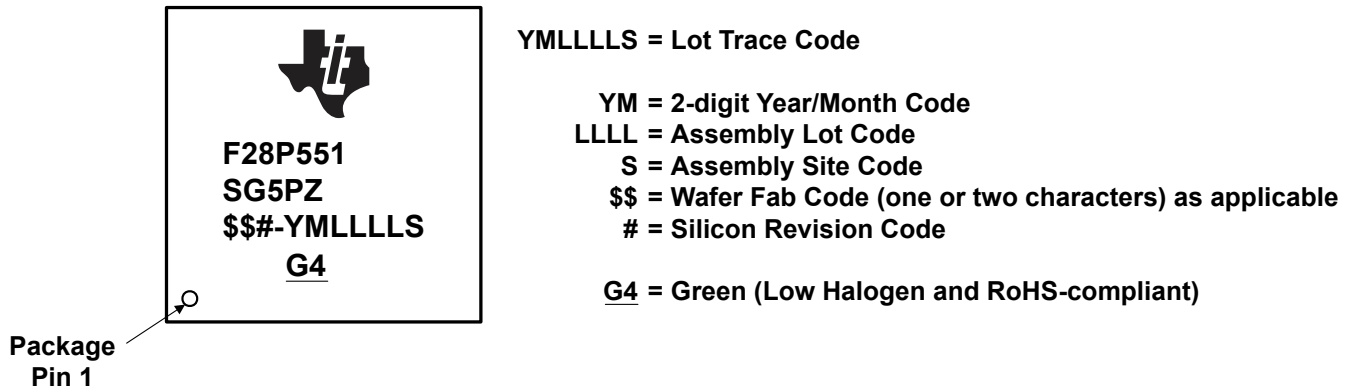 F28P551
SG5PZ
$$#-YMLLLLS
G4
Package
Pin 1
YMLLLLS = Lot Trace Code
YM = 2-digit Year/Month Code
LLLL = Assembly Lot Code
S = Assembly Site Code
$$ = Wafer Fab Code (one or two characters) as applicable
# = Silicon Revision Code
G4 = Green (Low Halogen and RoHS-compliant)